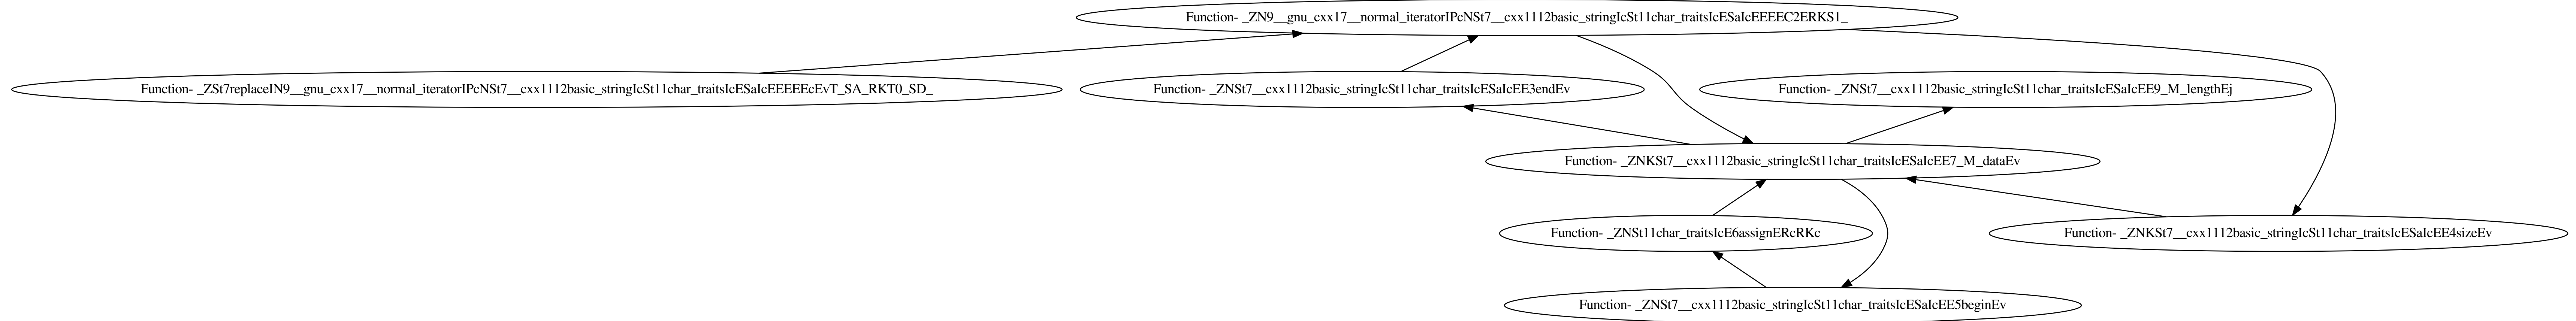 Function- _ZN9__gnu_cxx17__normal_iteratorIPcNSt7__cxx1112basic_stringIcSt11char_traitsIcESaIcEEEEC2ERKS1_
Function- _ZSt7replaceIN9__gnu_cxx17__normal_iteratorIPcNSt7__cxx1112basic_stringIcSt11char_traitsIcESaIcEEEEEcEvT_SA_RKT0_SD_
Function- _ZNSt7__cxx1112basic_stringIcSt11char_traitsIcESaIcEE3endEv
Function- _ZNSt7__cxx1112basic_stringIcSt11char_traitsIcESaIcEE9_M_lengthEj
Function- _ZNKSt7__cxx1112basic_stringIcSt11char_traitsIcESaIcEE7_M_dataEv
Function- _ZNSt11char_traitsIcE6assignERcRKc
Function- _ZNKSt7__cxx1112basic_stringIcSt11char_traitsIcESaIcEE4sizeEv
Function- _ZNSt7__cxx1112basic_stringIcSt11char_traitsIcESaIcEE5beginEv